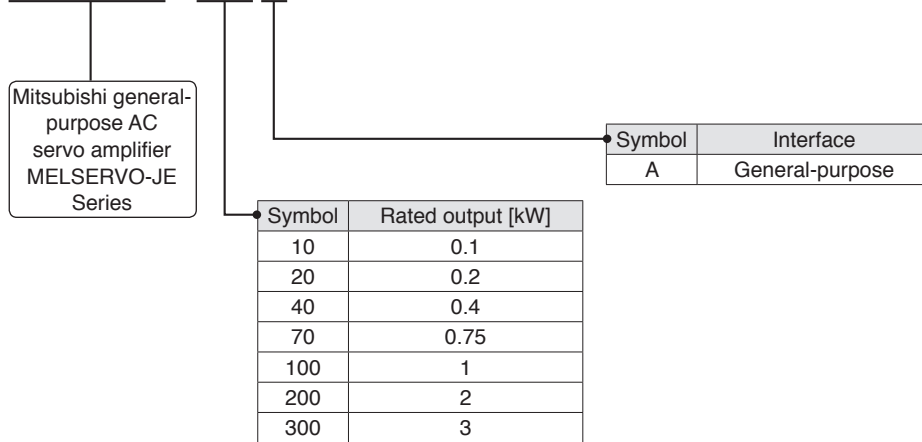 Mitsubishi general-
purpose AC
servo amplifier
MELSERVO-JE
Series
Symbol Interface
A General-purpose
Symbol Rated output [kW]
10 0.1
20 0.2
40 0.4
70 0.75
100 1
200 2
300 3